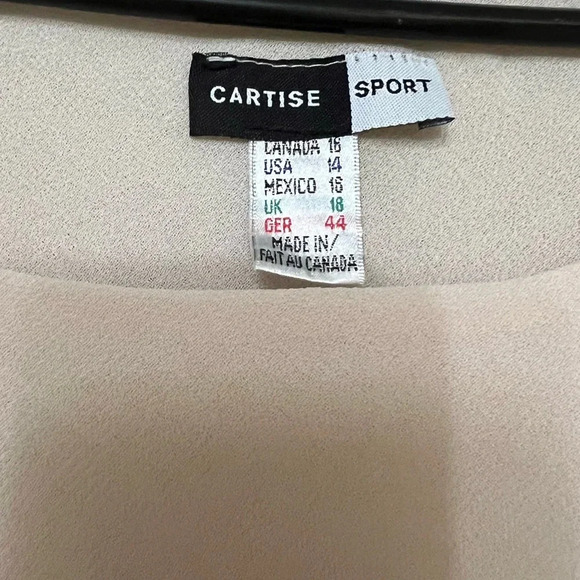 CARTISE SPORT
CANADA 16
USA 14
MEXICO 16
UK 18
GER 44
MADE IN/
FAIT AU CANADA